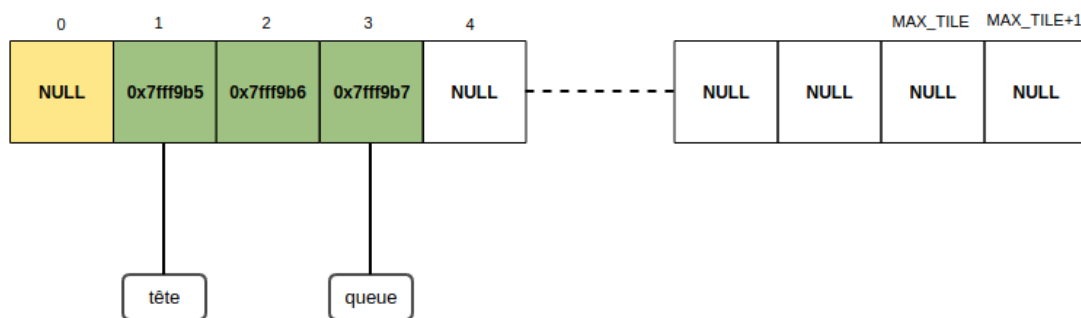 0 1 2 3 4 MAX_TILE MAX_TILE+1
NULL 0x7fff9b5 0x7fff9b6 0x7fff9b7 NULL NULL NULL NULL NULL
tête queue